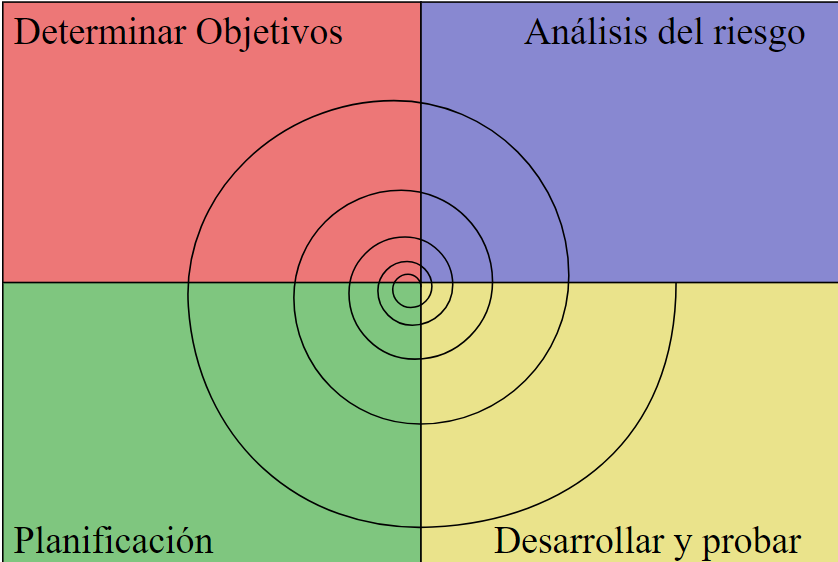 Determinar Objetivos
Análisis del riesgo
Planificación
Desarrollar y probar